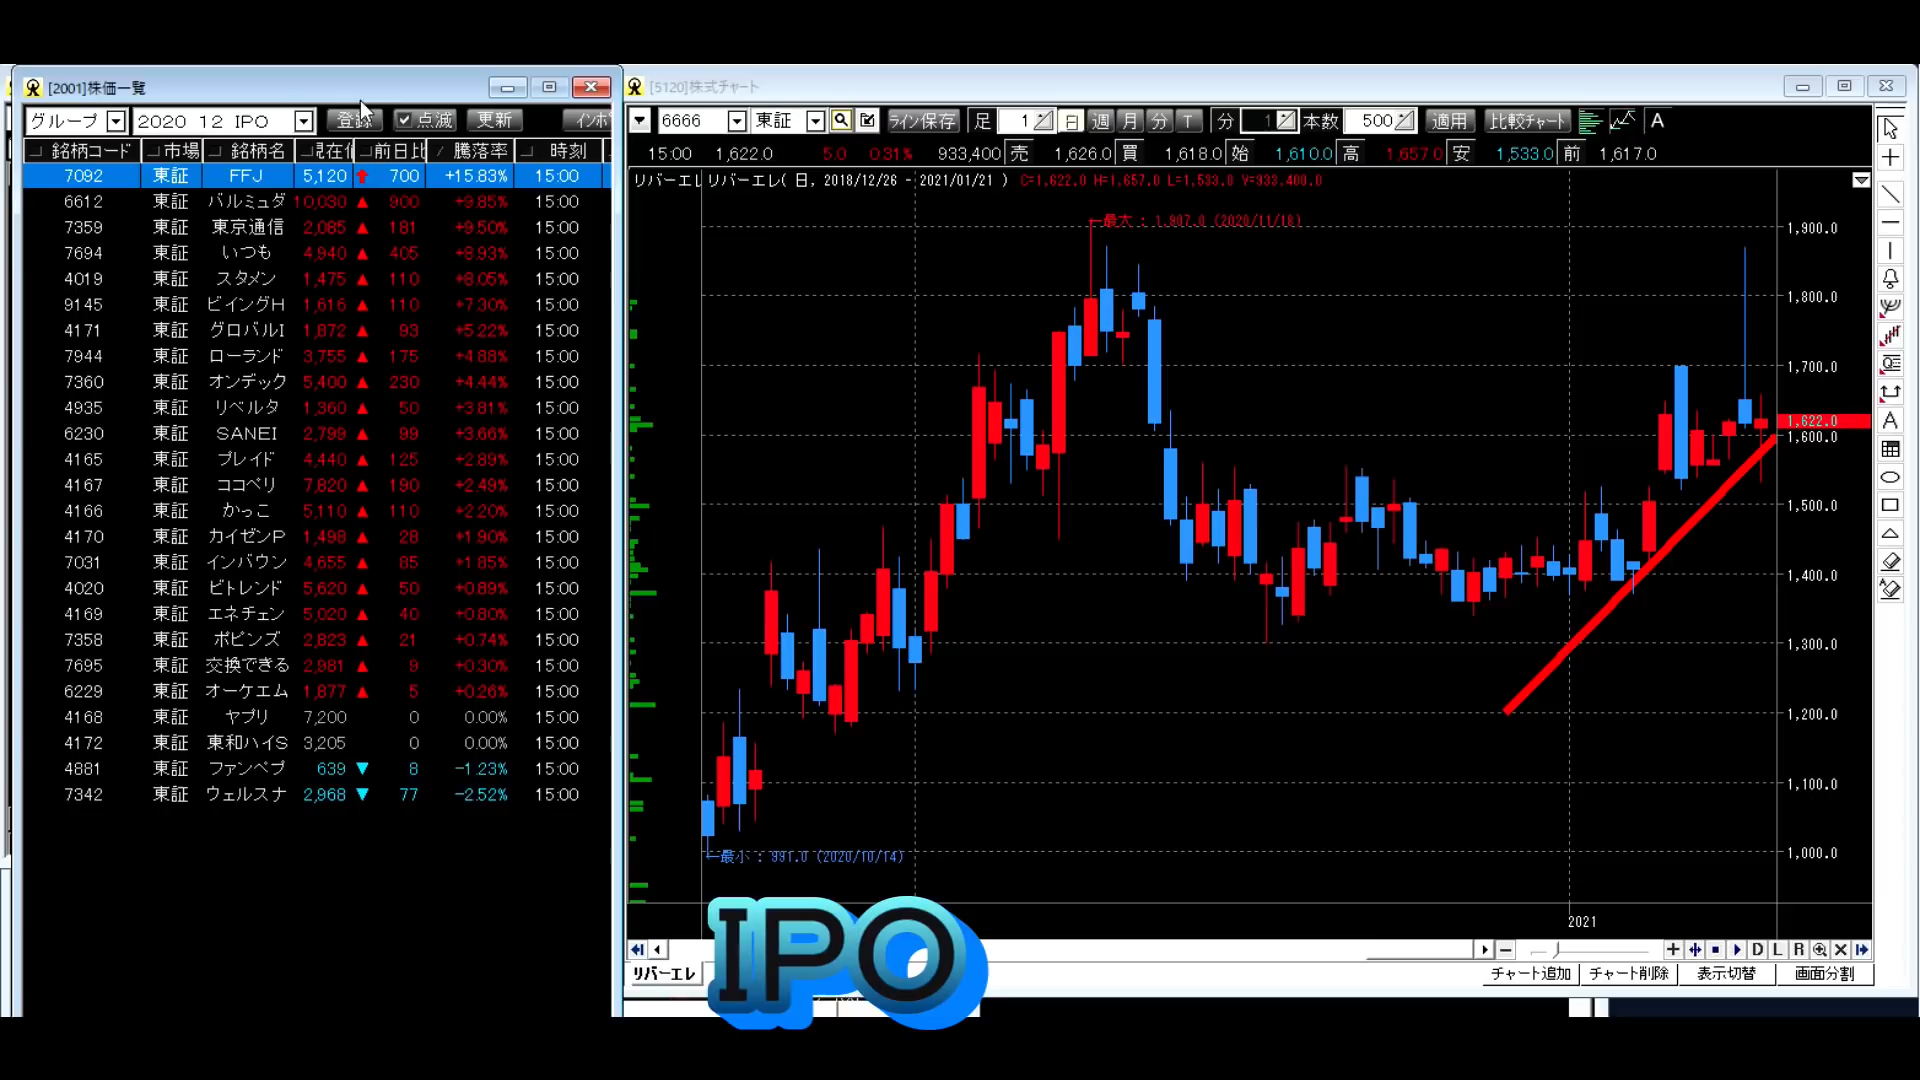 [2001]株価一覧
グループ 2020 12 IPO 登録 点滅 更新
銘柄コード 市場 銘柄名 前日比 騰落率 時刻
7092 東証 FFJ 5,120 700 +15.83% 15:00
6612 東証 バルミュダ 10,030 ▲ 900 +9.85% 15:00
7359 東証 東京通信 2,085 ▲ 181 +9.50% 15:00
7694 東証 いつも 4,940 ▲ 405 +8.93% 15:00
4019 東証 スタメン 1,475 ▲ 110 +8.05% 15:00
9145 東証 ビイングH 1,616 ▲ 110 +7.30% 15:00
4171 東証 グロバルI 1,872 ▲ 93 +5.22% 15:00
7944 東証 ローランド 3,755 ▲ 175 +4.88% 15:00
7360 東証 オンデック 5,400 ▲ 230 +4.44% 15:00
4935 東証 リベルタ 1,360 ▲ 50 +3.81% 15:00
6230 東証 SANEI 2,799 ▲ 99 +3.66% 15:00
4165 東証 プレイド 4,440 ▲ 125 +2.89% 15:00
4167 東証 ココペリ 7,820 ▲ 190 +2.49% 15:00
4166 東証 かっこ 5,110 ▲ 110 +2.20% 15:00
4170 東証 カイゼンP 1,498 ▲ 28 +1.90% 15:00
7031 東証 インバウン 4,655 ▲ 85 +1.85% 15:00
4020 東証 ビトレンド 5,620 ▲ 50 +0.89% 15:00
4169 東証 エネチェン 5,020 ▲ 40 +0.80% 15:00
7358 東証 ポピンズ 2,823 ▲ 21 +0.74% 15:00
7695 東証 交換できる 2,981 ▲ 9 +0.30% 15:00
6229 東証 オーケエム 1,877 ▲ 5 +0.26% 15:00
4168 東証 ヤプリ 7,200 0 0.00% 15:00
4172 東証 東和ハイS 3,205 0 0.00% 15:00
4881 東証 ファンペプ 639 ▼ 8 -1.23% 15:00
7342 東証 ウェルスナ 2,968 ▼ 77 -2.52% 15:00
[5120]株式チャート
6666 東証 ライン保存 足 1 日 週 月 分 T 分 1 本数 500 適用 比較チャート A
15:00 1,622.0 5.0 0.31% 933,400 売 1,626.0 買 1,618.0 始 1,610.0 高 1,657.0 安 1,533.0 前 1,617.0
リバーエレ リバーエレ( 日, 2018/12/26 - 2021/01/21 ) C=1,622.0 H=1,657.0 L=1,533.0 V=933,400.0
←最大 : 1,907.0 (2020/11/18)
1,900.0
1,800.0
1,700.0
1,622.0
1,600.0
1,500.0
1,400.0
1,300.0
1,200.0
1,100.0
1,000.0
←最小 : 991.0 (2020/10/14)
2021
D L R
リバーエレ
チャート追加 チャート削除 表示切替 画面分割
IPO